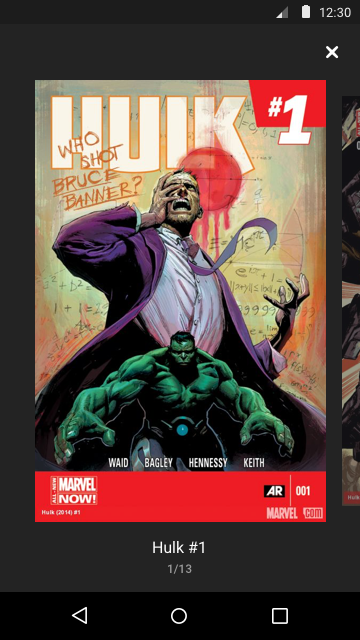 12:30
HULK
#1
WHO
SHOT
BRUCE
BANNER?
WAID BAGLEY HENNESSY KEITH
ALL-NEW
MARVEL
NOW!
AR 001
Hulk (2014) #1
MARVEL .COM
Hulk #1
1/13